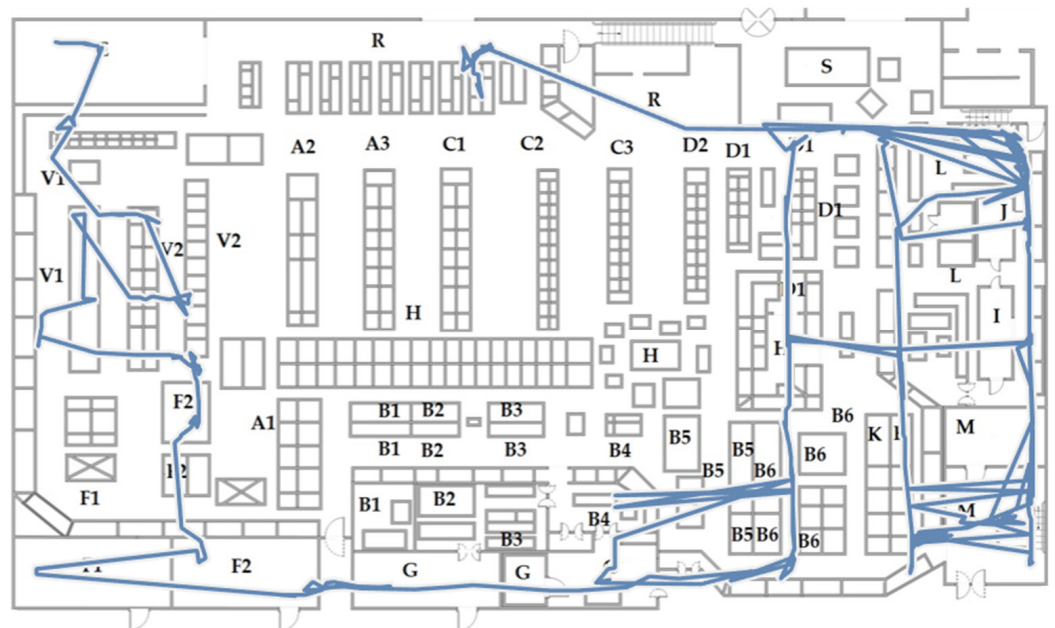 R
S
R
L
A2 A3 C1 C2 C3 D2 D1
V1
J
D1
V2 V2
V1
L
H
I
H
F2
B1 B2 B3
A1
B6
K
M
B1 B2 B3 B4
B5
B5
B6
B5
B6
F1
B1
B2
B4
B3
B5 B6 B6
F2
G
G